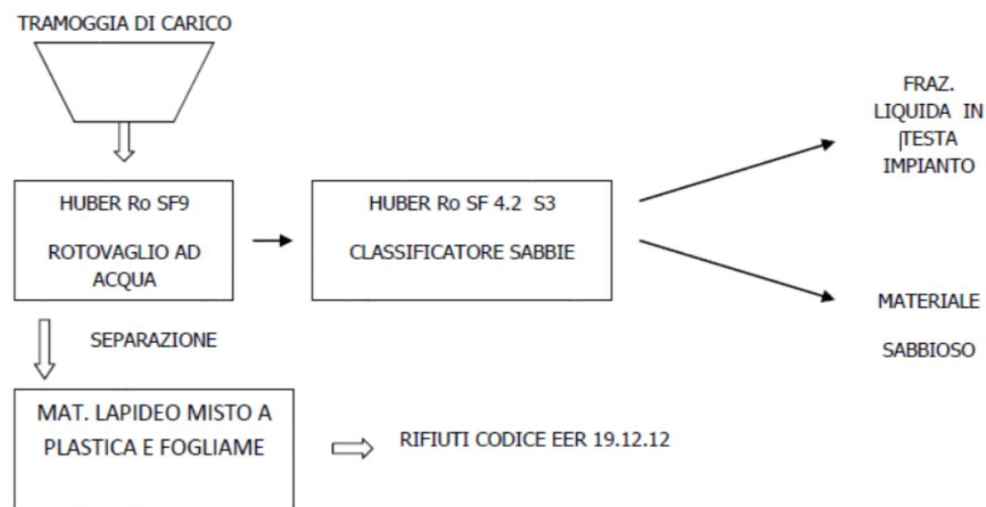 TRAMOGGIA DI CARICO
FRAZ.
LIQUIDA IN
TESTA
IMPIANTO
HUBER Ro SF9
ROTOVAGLIO AD
ACQUA
HUBER Ro SF 4.2 S3
CLASSIFICATORE SABBIE
MATERIALE
SABBIOSO
SEPARAZIONE
MAT. LAPIDEO MISTO A
PLASTICA E FOGLIAME
RIFIUTI CODICE EER 19.12.12